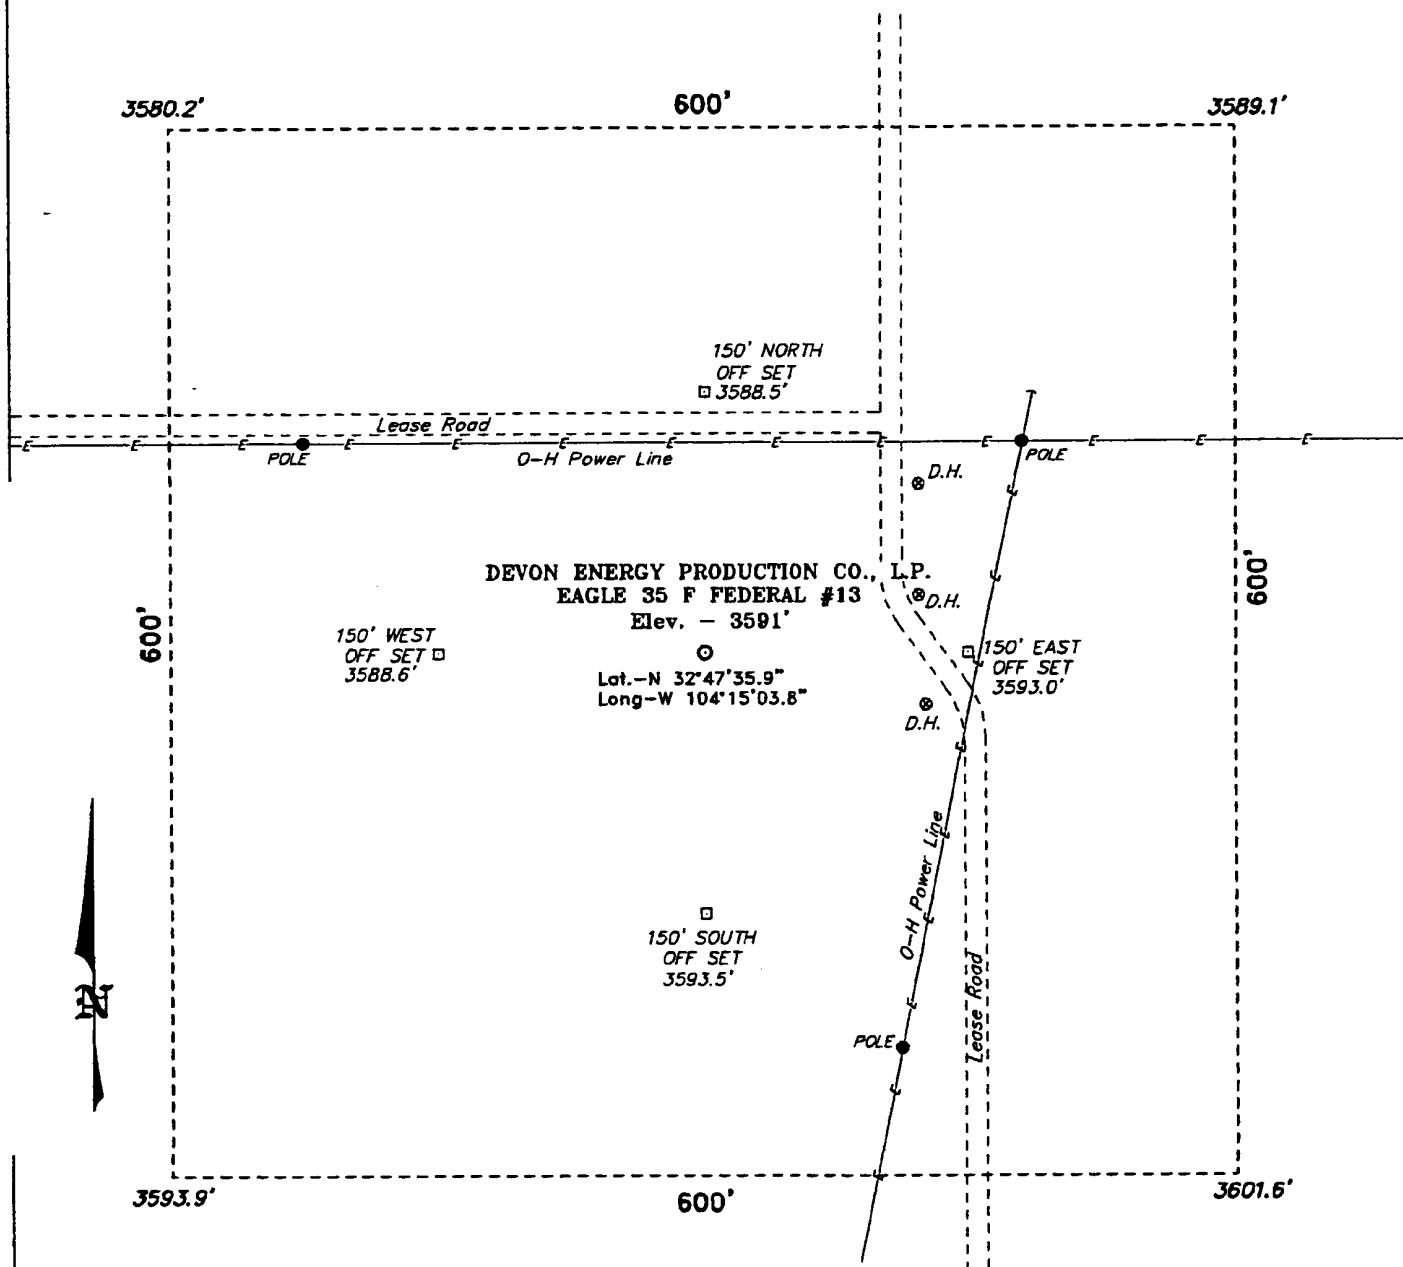 600'
3580.2'
3589.1'
150' NORTH
OFF SET
3588.5'
Lease Road
E E E E E E E E E E E E E
POLE
O-H Power Line
POLE
D.H.
E
E
DEVON ENERGY PRODUCTION CO., L.P.
EAGLE 35 F FEDERAL #13
Elev. - 3591'
D.H.
600'
600'
150' WEST
OFF SET
3588.6'
150' EAST
OFF SET
3593.0'
E
Lat.-N 32°47'35.9"
Long-W 104°15'03.8"
D.H.
E
E
O-H Power Line
E
150' SOUTH
OFF SET
3593.5'
Lease Road
N
E
POLE
E
E
3593.9'
600'
3601.6'